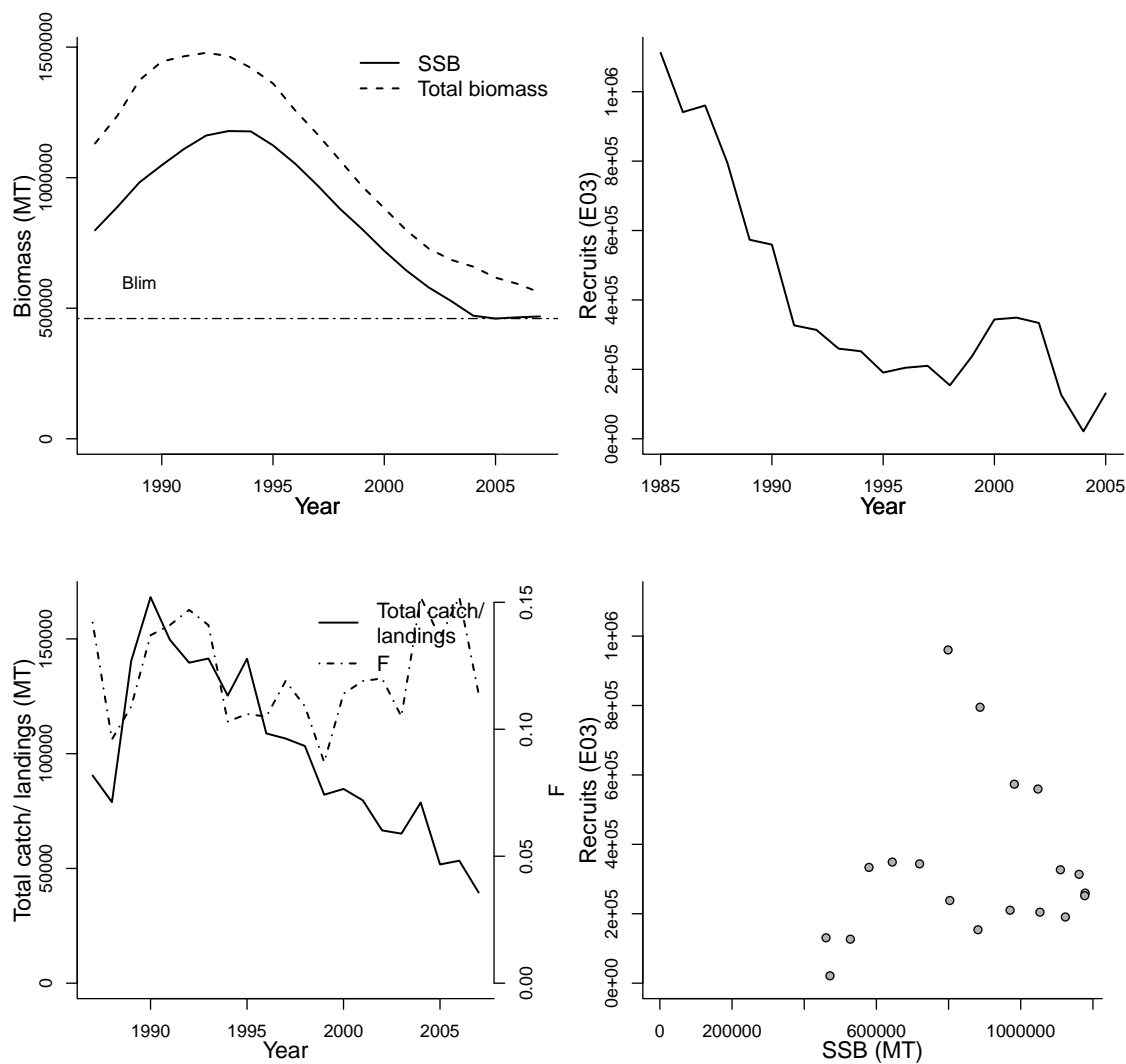 Biomass (MT)
0
500000
1000000
1500000
SSB
Total biomass
Blim
1990
1995
2000
2005
Year
Recruits (E03)
0e+00
2e+05
4e+05
6e+05
8e+05
1e+06
1985
1990
1995
2000
2005
Year
Total catch/ landings (MT)
0
50000
100000
150000
Total catch/
landings
F
0.00
0.05
0.10
0.15
F
1990
1995
2000
2005
Year
Recruits (E03)
0e+00
2e+05
4e+05
6e+05
8e+05
1e+06
0
200000
600000
1000000
SSB (MT)